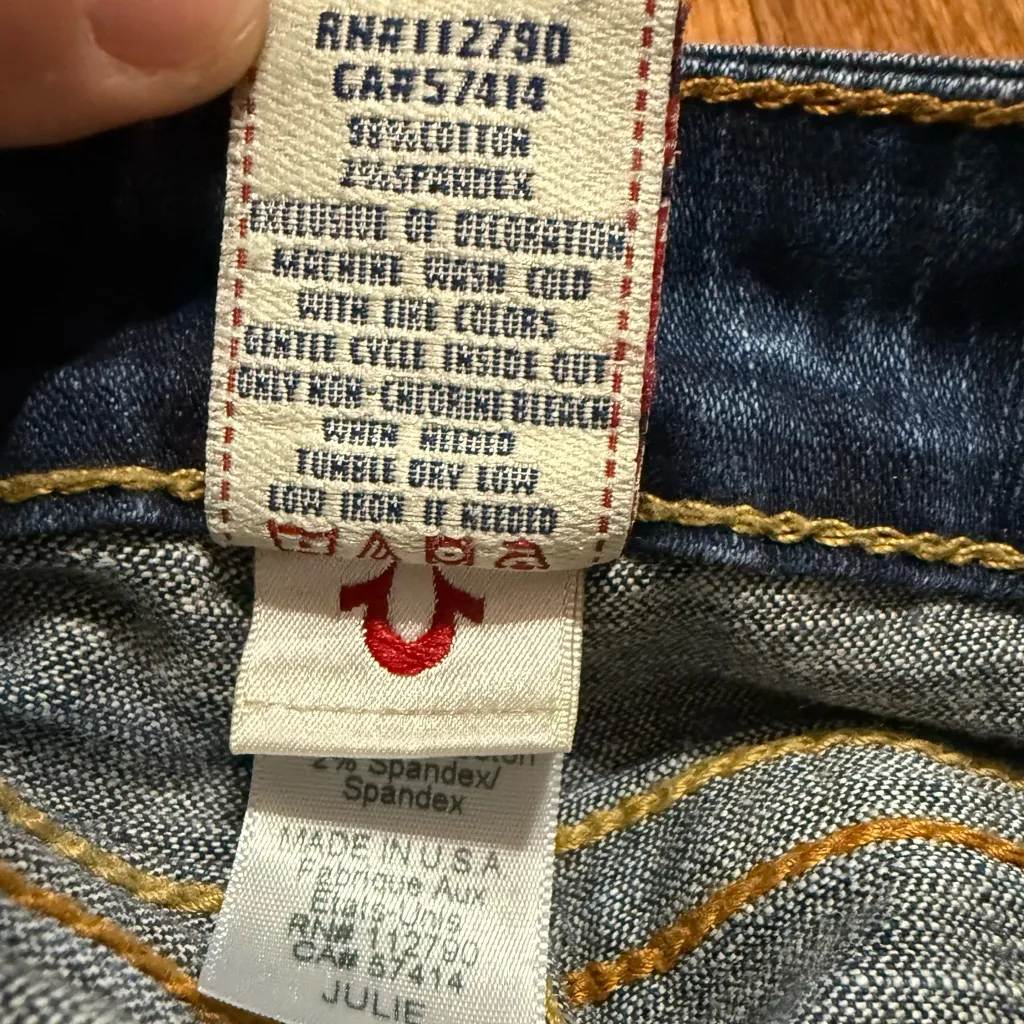 RN#112790
CA#57414
98%COTTON
2%SPANDEX
EXCLUSIVE OF DECORATION
MACHINE WASH COLD
WITH LIKE COLORS
GENTLE CYCLE INSIDE OUT
ONLY NON-CHLORINE BLEACH
WHEN NEEDED
TUMBLE DRY LOW
LOW IRON IF NEEDED
2% Spandex/
Spandex
MADE IN U.S.A
Fabrique Aux
Etats-Unis
RN# 112790
CA# 57414
JULIE